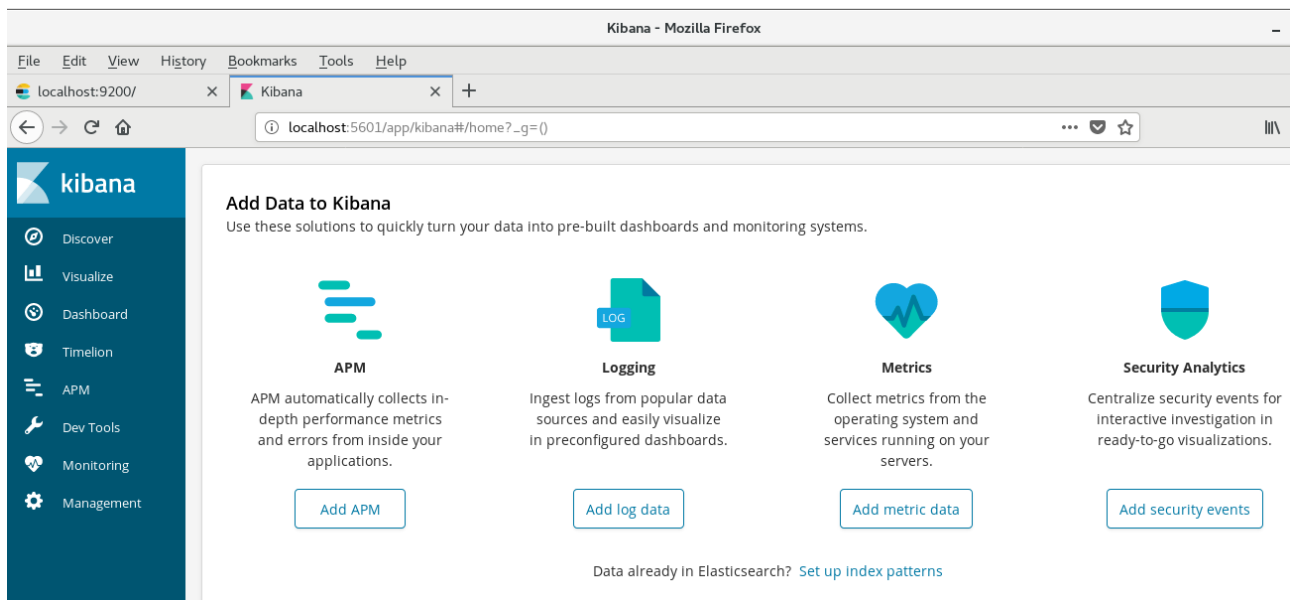 Kibana - Mozilla Firefox
File Edit View History Bookmarks Tools Help
localhost:9200/
Kibana
localhost:5601/app/kibana#/home?_g=()
kibana
Discover
Visualize
Dashboard
Timelion
APM
Dev Tools
Monitoring
Management
Add Data to Kibana
Use these solutions to quickly turn your data into pre-built dashboards and monitoring systems.
APM
APM automatically collects in-
depth performance metrics
and errors from inside your
applications.
Add APM
LOG
Logging
Ingest logs from popular data
sources and easily visualize
in preconfigured dashboards.
Add log data
Metrics
Collect metrics from the
operating system and
services running on your
servers.
Add metric data
Security Analytics
Centralize security events for
interactive investigation in
ready-to-go visualizations.
Add security events
Data already in Elasticsearch? Set up index patterns